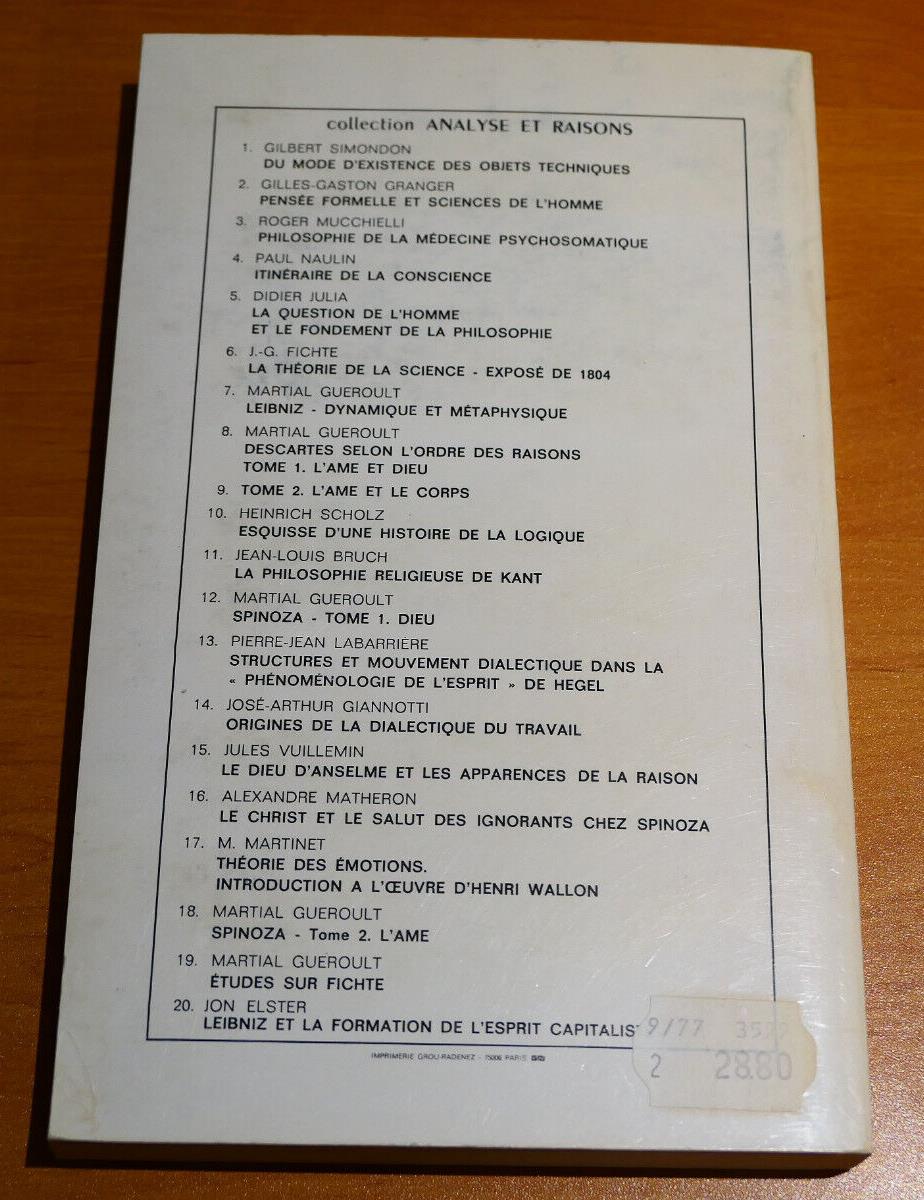 collection ANALYSE ET RAISONS
1. GILBERT SIMONDON
DU MODE D'EXISTENCE DES OBJETS TECHNIQUES
2. GILLES-GASTON GRANGER
PENSÉE FORMELLE ET SCIENCES DE L'HOMME
3. ROGER MUCCHIELLI
PHILOSOPHIE DE LA MÉDECINE PSYCHOSOMATIQUE
4. PAUL NAULIN
ITINÉRAIRE DE LA CONSCIENCE
5. DIDIER JULIA
LA QUESTION DE L'HOMME
ET LE FONDEMENT DE LA PHILOSOPHIE
6. J.-G. FICHTE
LA THÉORIE DE LA SCIENCE - EXPOSÉ DE 1804
7. MARTIAL GUEROULT
LEIBNIZ - DYNAMIQUE ET MÉTAPHYSIQUE
8. MARTIAL GUEROULT
DESCARTES SELON L'ORDRE DES RAISONS
TOME 1. L'AME ET DIEU
9. TOME 2. L'AME ET LE CORPS
10. HEINRICH SCHOLZ
ESQUISSE D'UNE HISTOIRE DE LA LOGIQUE
11. JEAN-LOUIS BRUCH
LA PHILOSOPHIE RELIGIEUSE DE KANT
12. MARTIAL GUEROULT
SPINOZA - TOME 1. DIEU
13. PIERRE-JEAN LABARRIÈRE
STRUCTURES ET MOUVEMENT DIALECTIQUE DANS LA
« PHÉNOMÉNOLOGIE DE L'ESPRIT » DE HEGEL
14. JOSÉ-ARTHUR GIANNOTTI
ORIGINES DE LA DIALECTIQUE DU TRAVAIL
15. JULES VUILLEMIN
LE DIEU D'ANSELME ET LES APPARENCES DE LA RAISON
16. ALEXANDRE MATHERON
LE CHRIST ET LE SALUT DES IGNORANTS CHEZ SPINOZA
17. M. MARTINET
THÉORIE DES ÉMOTIONS.
INTRODUCTION A L'ŒUVRE D'HENRI WALLON
18. MARTIAL GUEROULT
SPINOZA - Tome 2. L'AME
19. MARTIAL GUEROULT
ÉTUDES SUR FICHTE
20. JON ELSTER
LEIBNIZ ET LA FORMATION DE L'ESPRIT CAPITALIS
9/77
2 28.80
IMPRIMERIE GROU-RADENEZ - 75006 PARIS